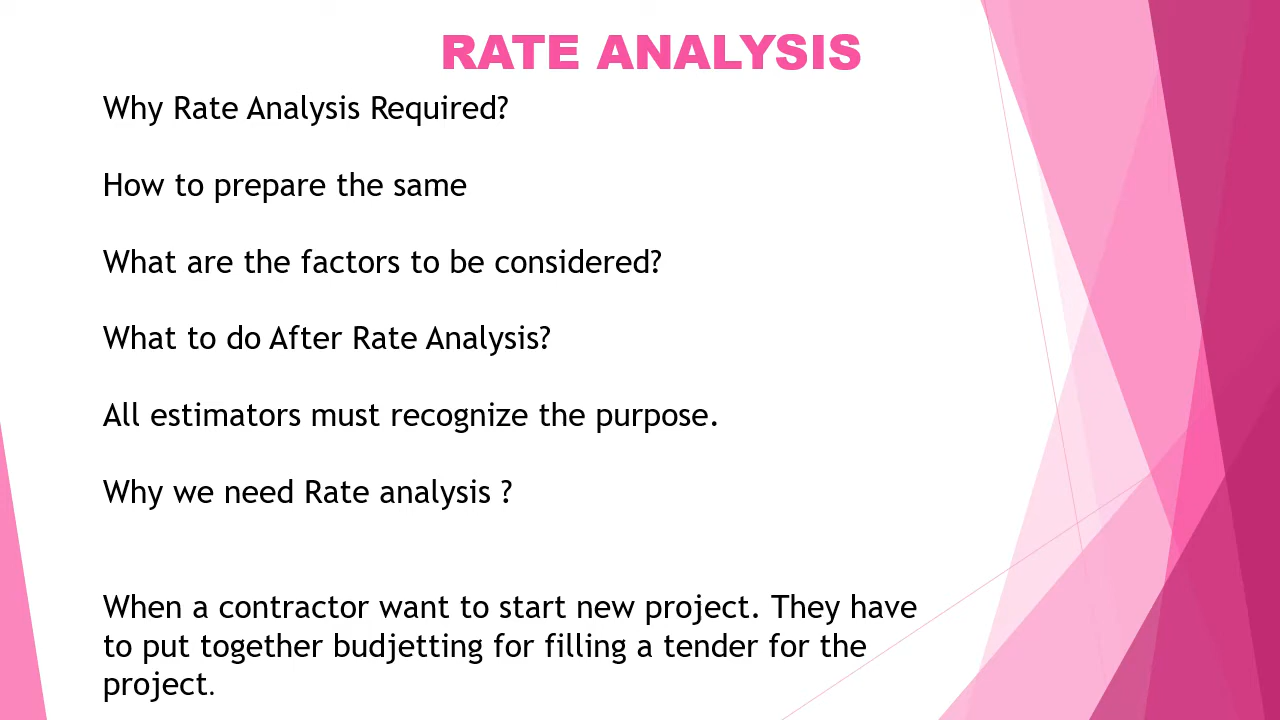 RATE ANALYSIS
Why Rate Analysis Required?
How to prepare the same
What are the factors to be considered?
What to do After Rate Analysis?
All estimators must recognize the purpose.
Why we need Rate analysis ?
When a contractor want to start new project. They have
to put together budjetting for filling a tender for the
project.